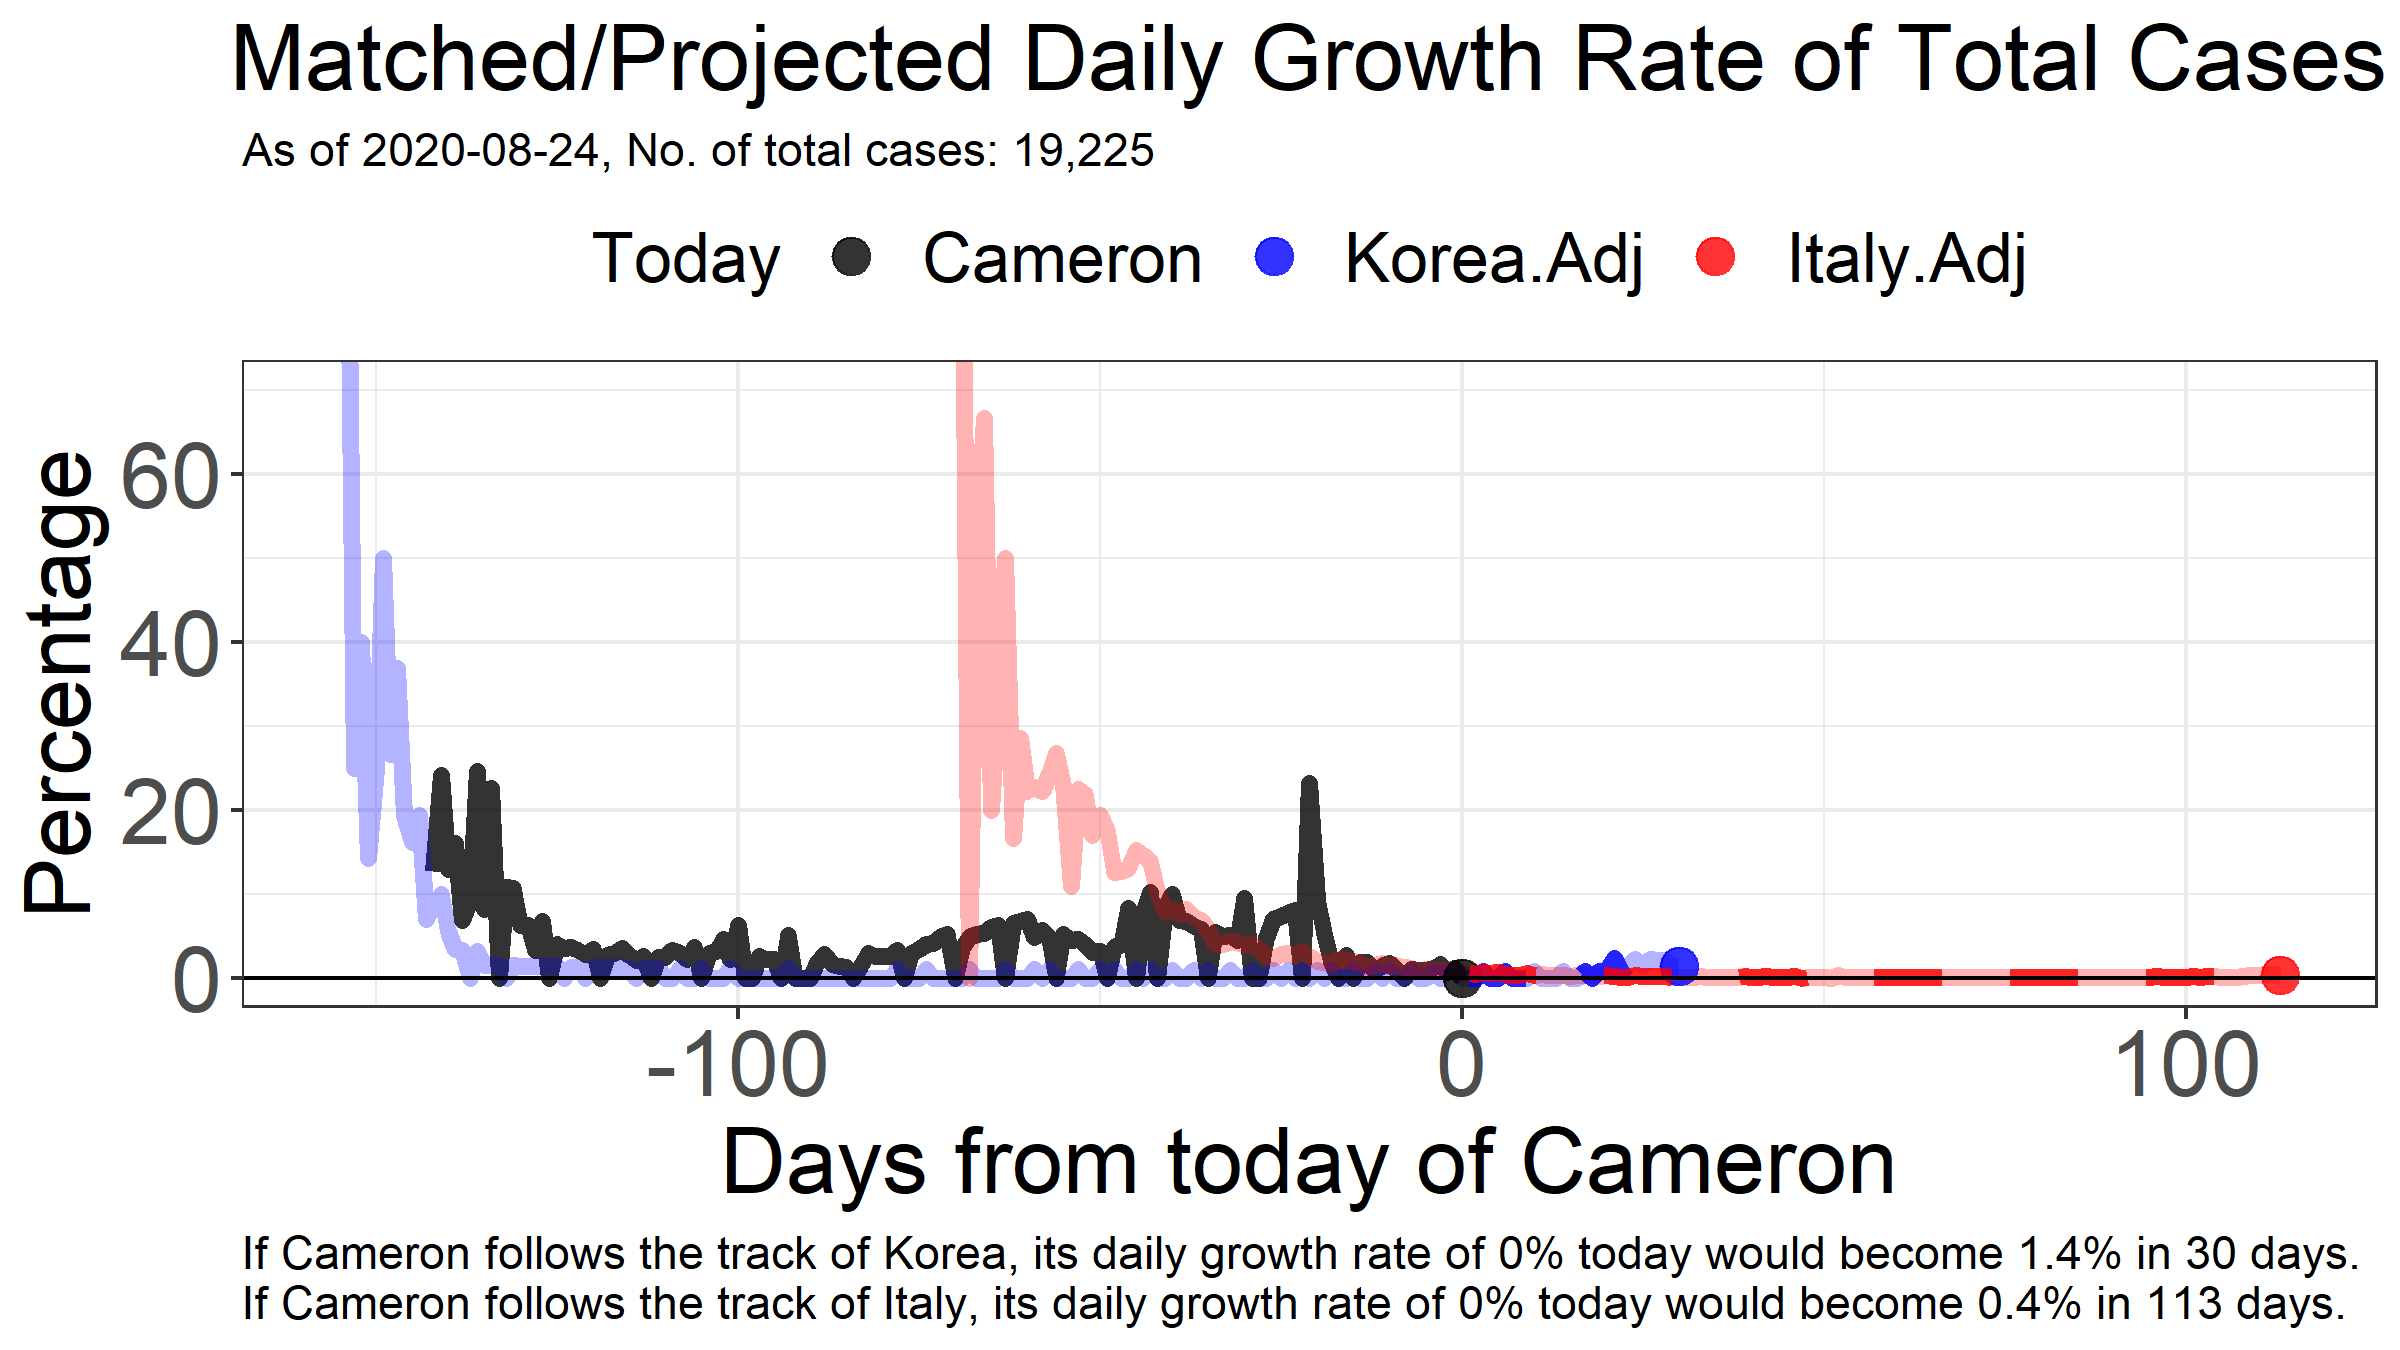 Matched/Projected Daily Growth Rate of Total Cases
As of 2020-08-24, No. of total cases: 19,225
Today Cameron Korea.Adj Italy.Adj
Percentage
60
40
20
0
-100 0 100
Days from today of Cameron
If Cameron follows the track of Korea, its daily growth rate of 0% today would become 1.4% in 30 days.
If Cameron follows the track of Italy, its daily growth rate of 0% today would become 0.4% in 113 days.